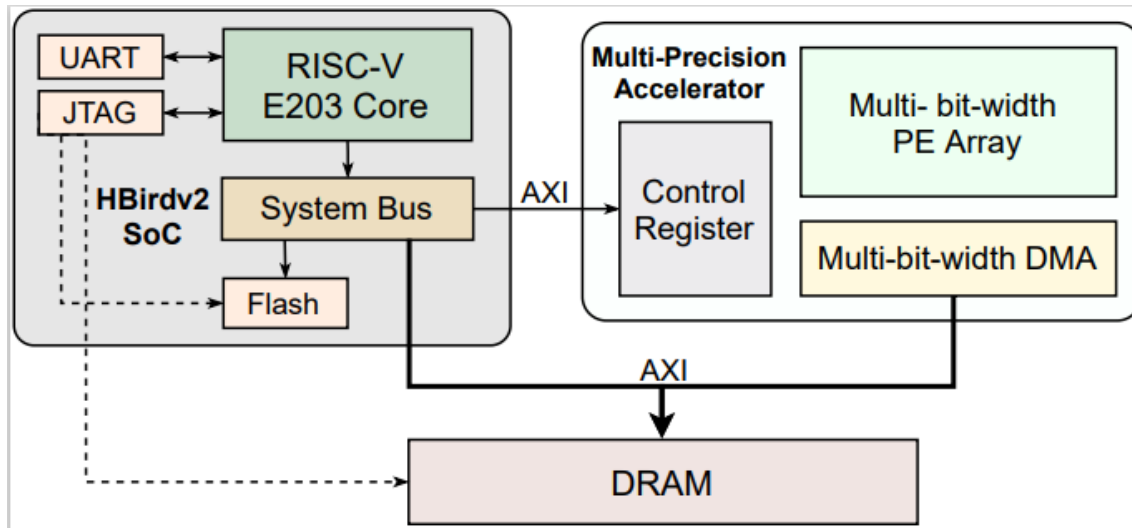 UART
JTAG
RISC-V
E203 Core
HBirdv2
SoC
System Bus
Flash
AXI
Multi-Precision
Accelerator
Control
Register
Multi- bit-width
PE Array
Multi-bit-width DMA
AXI
DRAM